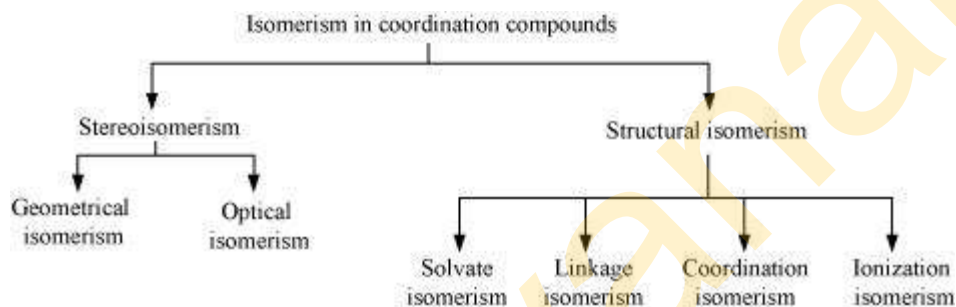 Isomerism in coordination compounds
Stereoisomerism
Structural isomerism
Geometrical
isomerism
Optical
isomerism
Solvate
isomerism
Linkage
isomerism
Coordination
isomerism
Ionization
isomerism